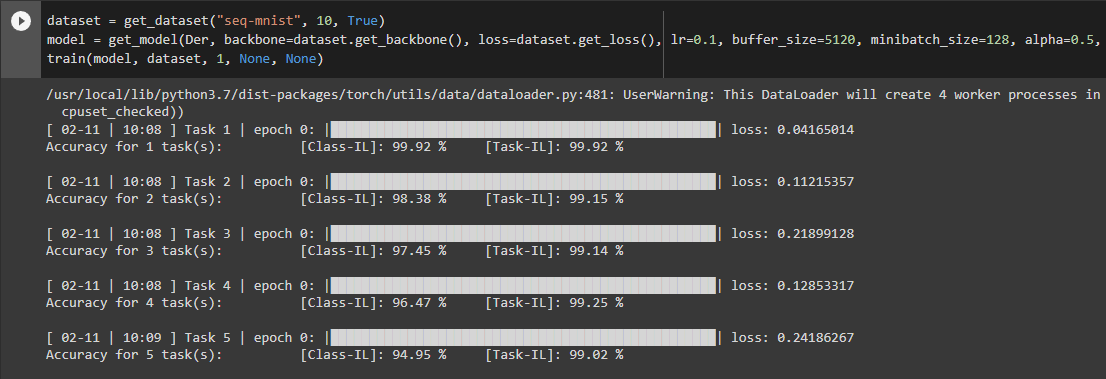 dataset = get_dataset("seq-mnist", 10, True)
model = get_model(Der, backbone=dataset.get_backbone(), loss=dataset.get_loss(), lr=0.1, buffer_size=5120, minibatch_size=128, alpha=0.5,
train(model, dataset, 1, None, None)
/usr/local/lib/python3.7/dist-packages/torch/utils/data/dataloader.py:481: UserWarning: This DataLoader will create 4 worker processes in
cpuset_checked))
[ 02-11 | 10:08 ] Task 1 | epoch 0: || loss: 0.04165014
Accuracy for 1 task(s): [Class-IL]: 99.92 % [Task-IL]: 99.92 %
[ 02-11 | 10:08 ] Task 2 | epoch 0: || loss: 0.11215357
Accuracy for 2 task(s): [Class-IL]: 98.38 % [Task-IL]: 99.15 %
[ 02-11 | 10:08 ] Task 3 | epoch 0: || loss: 0.21899128
Accuracy for 3 task(s): [Class-IL]: 97.45 % [Task-IL]: 99.14 %
[ 02-11 | 10:08 ] Task 4 | epoch 0: || loss: 0.12853317
Accuracy for 4 task(s): [Class-IL]: 96.47 % [Task-IL]: 99.25 %
[ 02-11 | 10:09 ] Task 5 | epoch 0: || loss: 0.24186267
Accuracy for 5 task(s): [Class-IL]: 94.95 % [Task-IL]: 99.02 %